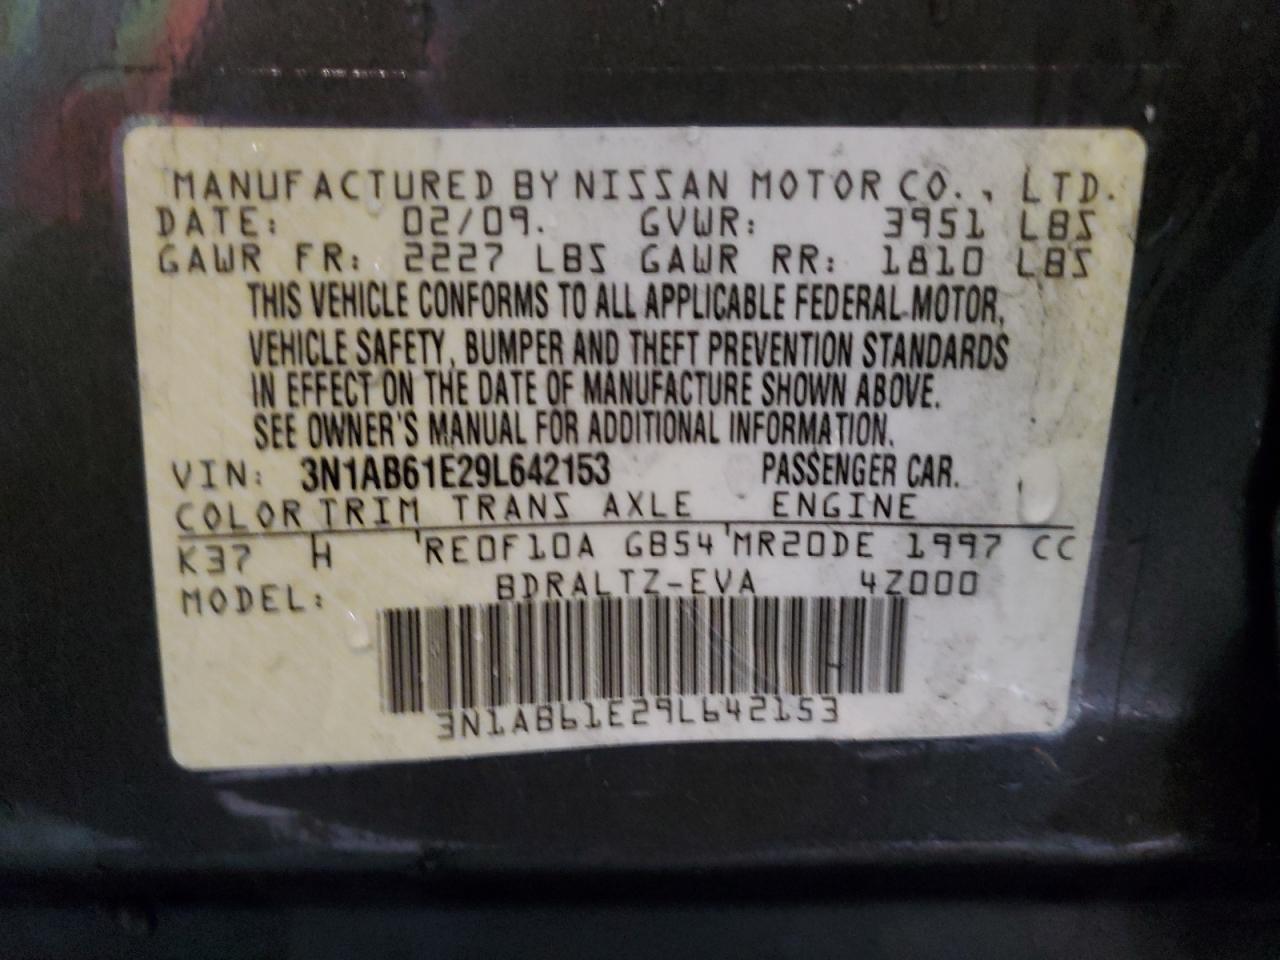 MANUFACTURED BY NISSAN MOTOR CO., LTD.
DATE: 02/09. GVWR: 3951 LBS
GAWR FR: 2227 LBS GAWR RR: 1810 LBS
THIS VEHICLE CONFORMS TO ALL APPLICABLE FEDERAL MOTOR,
VEHICLE SAFETY, BUMPER AND THEFT PREVENTION STANDARDS
IN EFFECT ON THE DATE OF MANUFACTURE SHOWN ABOVE.
SEE OWNER'S MANUAL FOR ADDITIONAL INFORMATION.
VIN: 3N1AB61E29L642153 PASSENGER CAR.
COLOR TRIM TRANS AXLE ENGINE
K37 H RE0F10A GB54 MR20DE 1997 CC
MODEL: BDRALTZ-EVA 4Z000
3N1AB61E29L642153